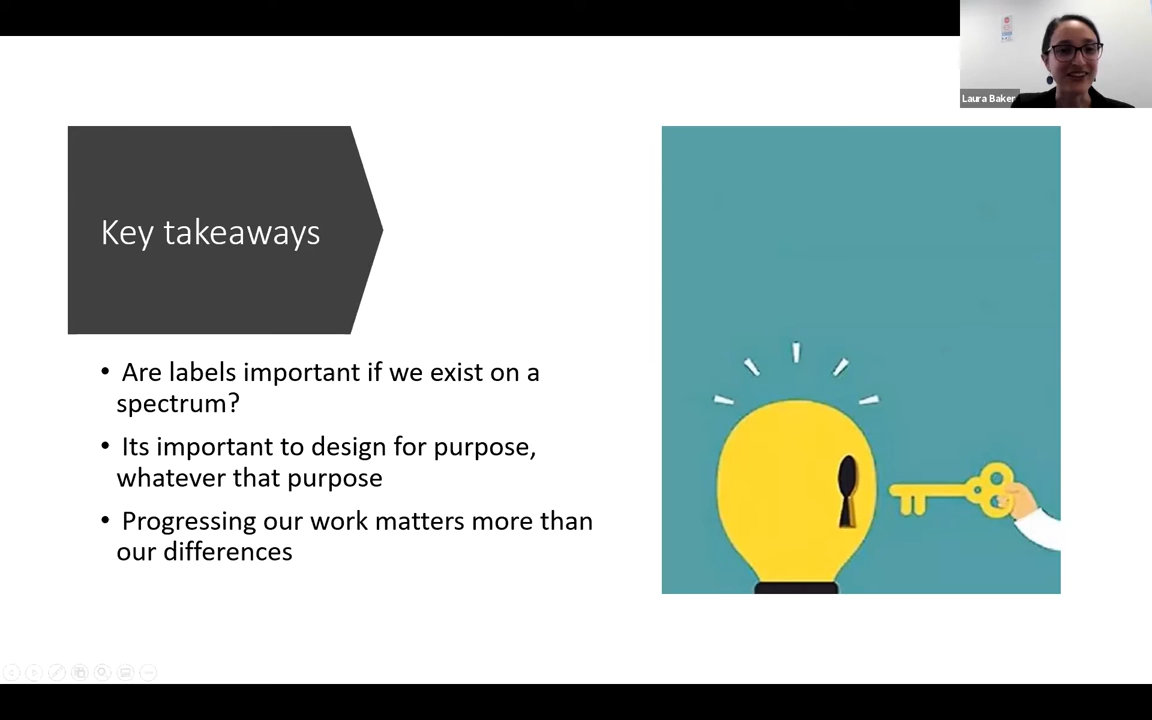 Laura Baker
Key takeaways
• Are labels important if we exist on a
spectrum?
• Its important to design for purpose,
whatever that purpose
• Progressing our work matters more than
our differences